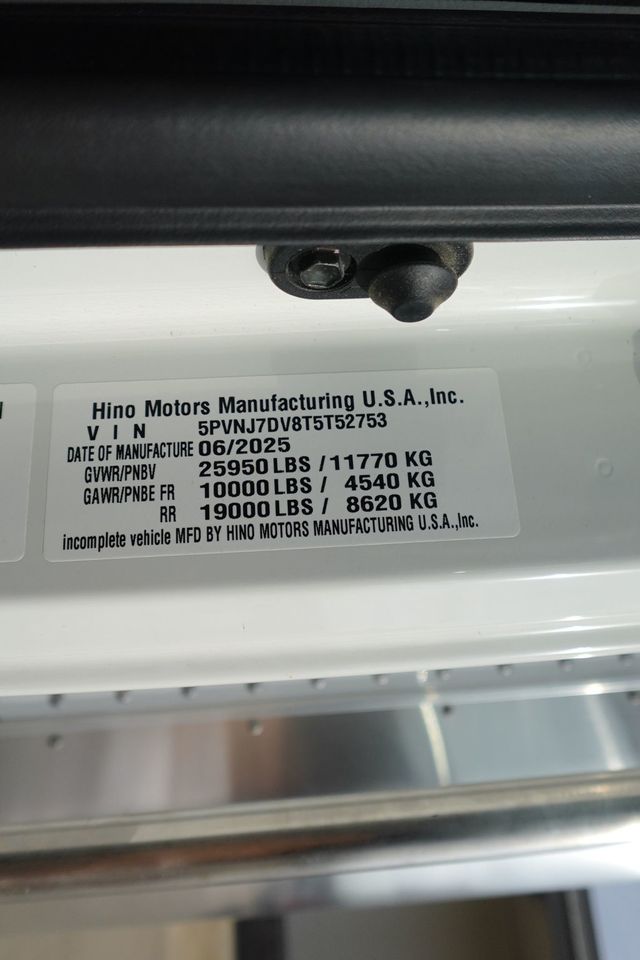 Hino Motors Manufacturing U.S.A.,Inc.
V I N 5PVNJ7DV8T5T52753
DATE OF MANUFACTURE 06/2025
GVWR/PNBV 25950 LBS / 11770 KG
GAWR/PNBE FR 10000 LBS / 4540 KG
RR 19000 LBS / 8620 KG
incomplete vehicle MFD BY HINO MOTORS MANUFACTURING U.S.A.,Inc.